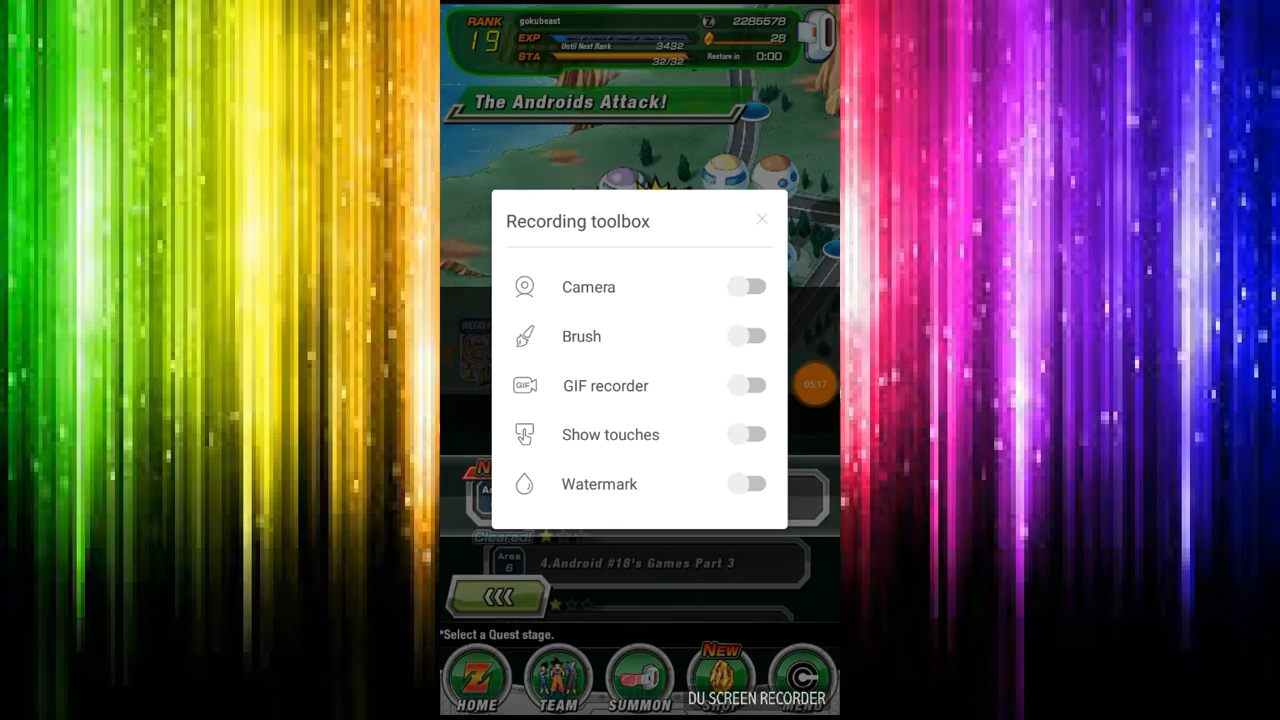 RANK
19
gokubeast
2285578
EXP
Until Next Rank 3432
28
STA
32/32
Restore in 0:00
The Androids Attack!
Recording toolbox
Camera
Brush
GIF
GIF recorder
05:17
Show touches
Watermark
Cleared!
Area
6
4.Android #18's Games Part 3
*Select a Quest stage.
HOME
TEAM
SUMMON
NEW
DU SCREEN RECORDER